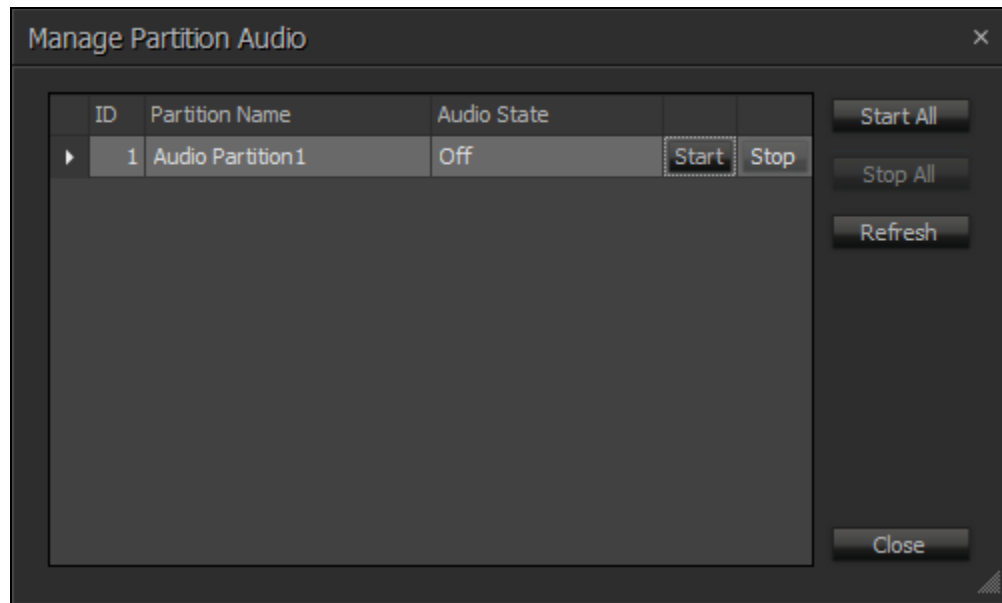 Manage Partition Audio
ID Partition Name Audio State
1 Audio Partition1 Off Start Stop
Start All
Stop All
Refresh
Close